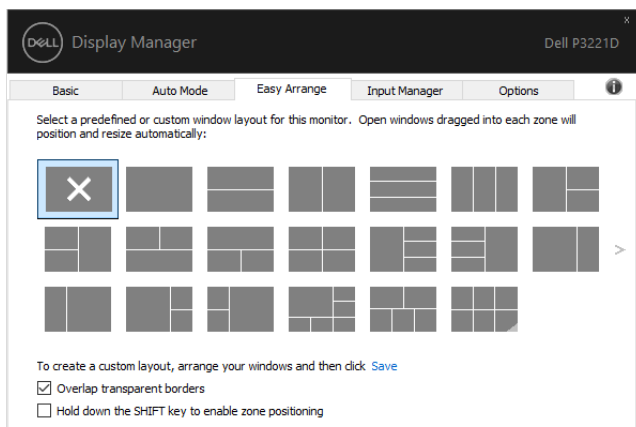 x
DELL Display Manager Dell P3221D
Basic Auto Mode Easy Arrange Input Manager Options
Select a predefined or custom window layout for this monitor. Open windows dragged into each zone will
position and resize automatically:
To create a custom layout, arrange your windows and then click Save
Overlap transparent borders
Hold down the SHIFT key to enable zone positioning